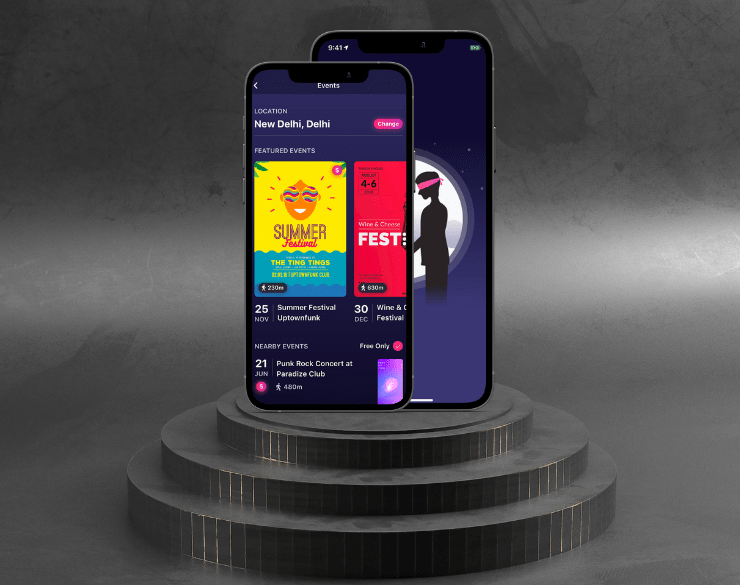 9:41
Events
LOCATION
New Delhi, Delhi
Change
FEATURED EVENTS
SUMMER
Festival
THE TING TINGS
UPTOWNFUNK CLUB
230m
4-6
Wine & Cheese
FEST
630m
25
NOV
Summer Festival
Uptownfunk
30
DEC
Wine & C
Festival
NEARBY EVENTS
Free Only
21
JUN
Punk Rock Concert at
Paradize Club
480m